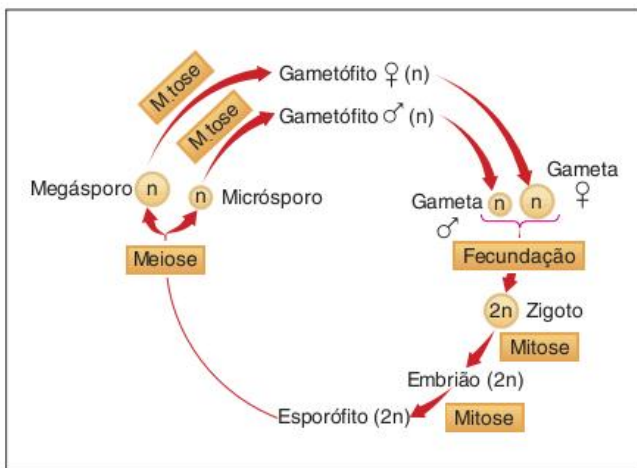 M.tose
Gametófito ♀ (n)
M.tose
Gametófito ♂ (n)
Megásporo
n
n
Micrósporo
Meiose
Gameta ♂
n
n
Gameta ♀
Fecundação
2n
Zigoto
Mitose
Embrião (2n)
Mitose
Esporófito (2n)